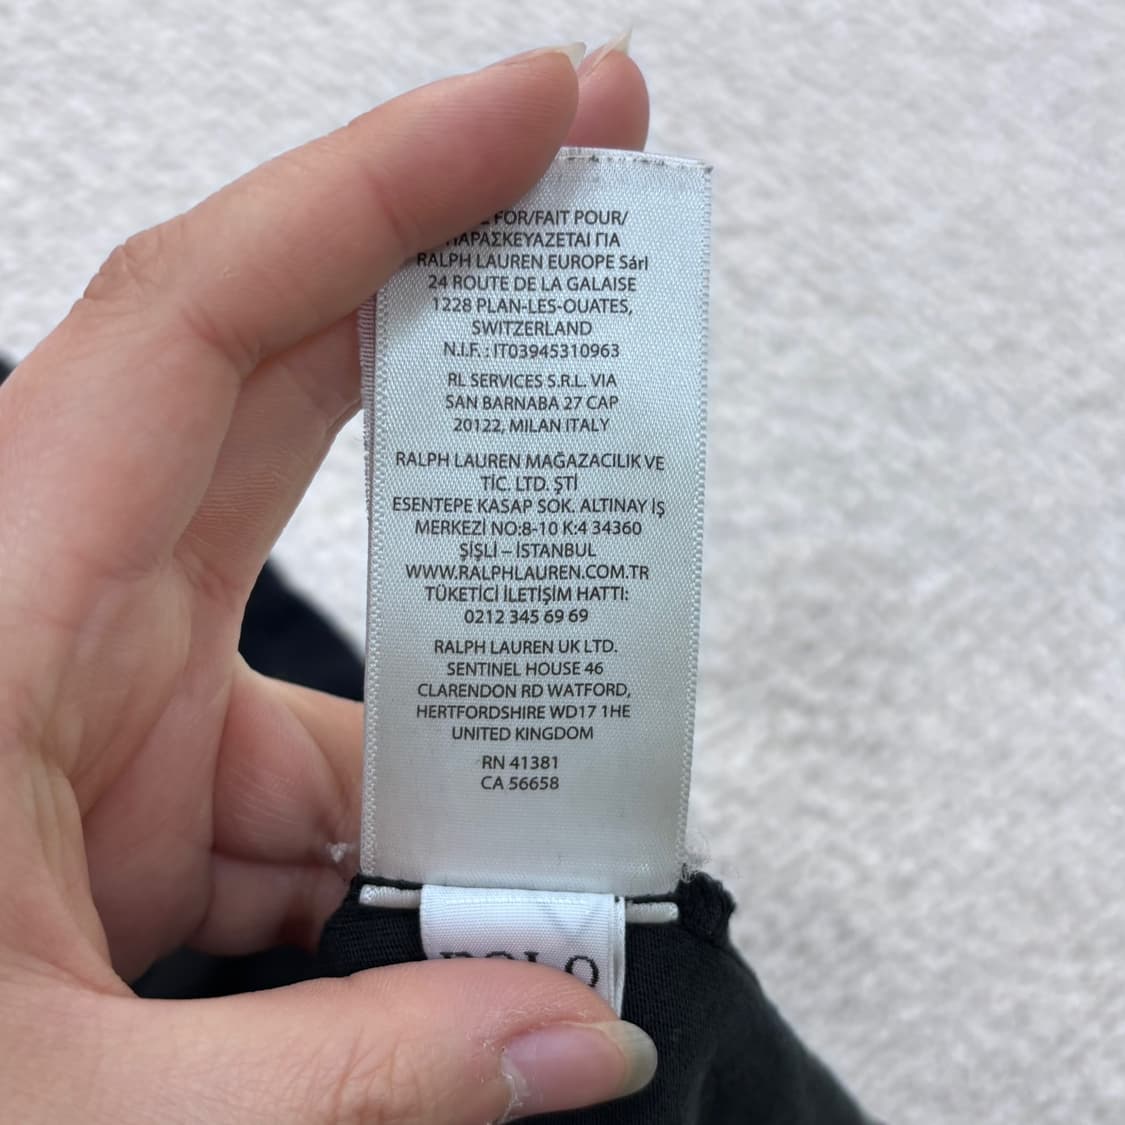 FOR/FAIT POUR/
ΠΑΡΑΣΚΕΥΑΖΕΤΑΙ ΓΙΑ
RALPH LAUREN EUROPE Sárl
24 ROUTE DE LA GALAISE
1228 PLAN-LES-OUATES,
SWITZERLAND
N.I.F. : IT03945310963
RL SERVICES S.R.L. VIA
SAN BARNABA 27 CAP
20122, MILAN ITALY
RALPH LAUREN MAĞAZACILIK VE
TİC. LTD. ŞTİ
ESENTEPE KASAP SOK. ALTINAY İŞ
MERKEZİ NO:8-10 K:4 34360
ŞİŞLİ – İSTANBUL
WWW.RALPHLAUREN.COM.TR
TÜKETİCİ İLETİŞİM HATTI:
0212 345 69 69
RALPH LAUREN UK LTD.
SENTINEL HOUSE 46
CLARENDON RD WATFORD,
HERTFORDSHIRE WD17 1HE
UNITED KINGDOM
RN 41381
CA 56658
POLO